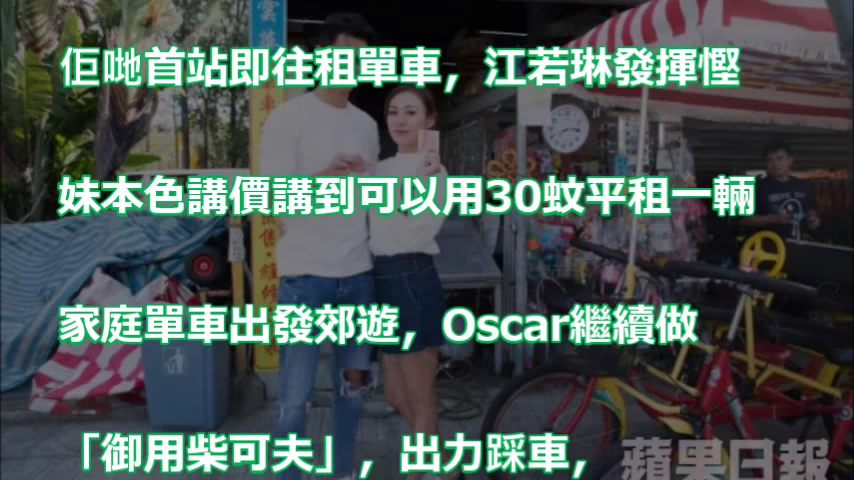 佢哋首站即往租單車，江若琳發揮慳
妹本色講價講到可以用30蚊平租一輛
家庭單車出發郊遊，Oscar繼續做
「御用柴可夫」，出力踩車，
蘋果日報